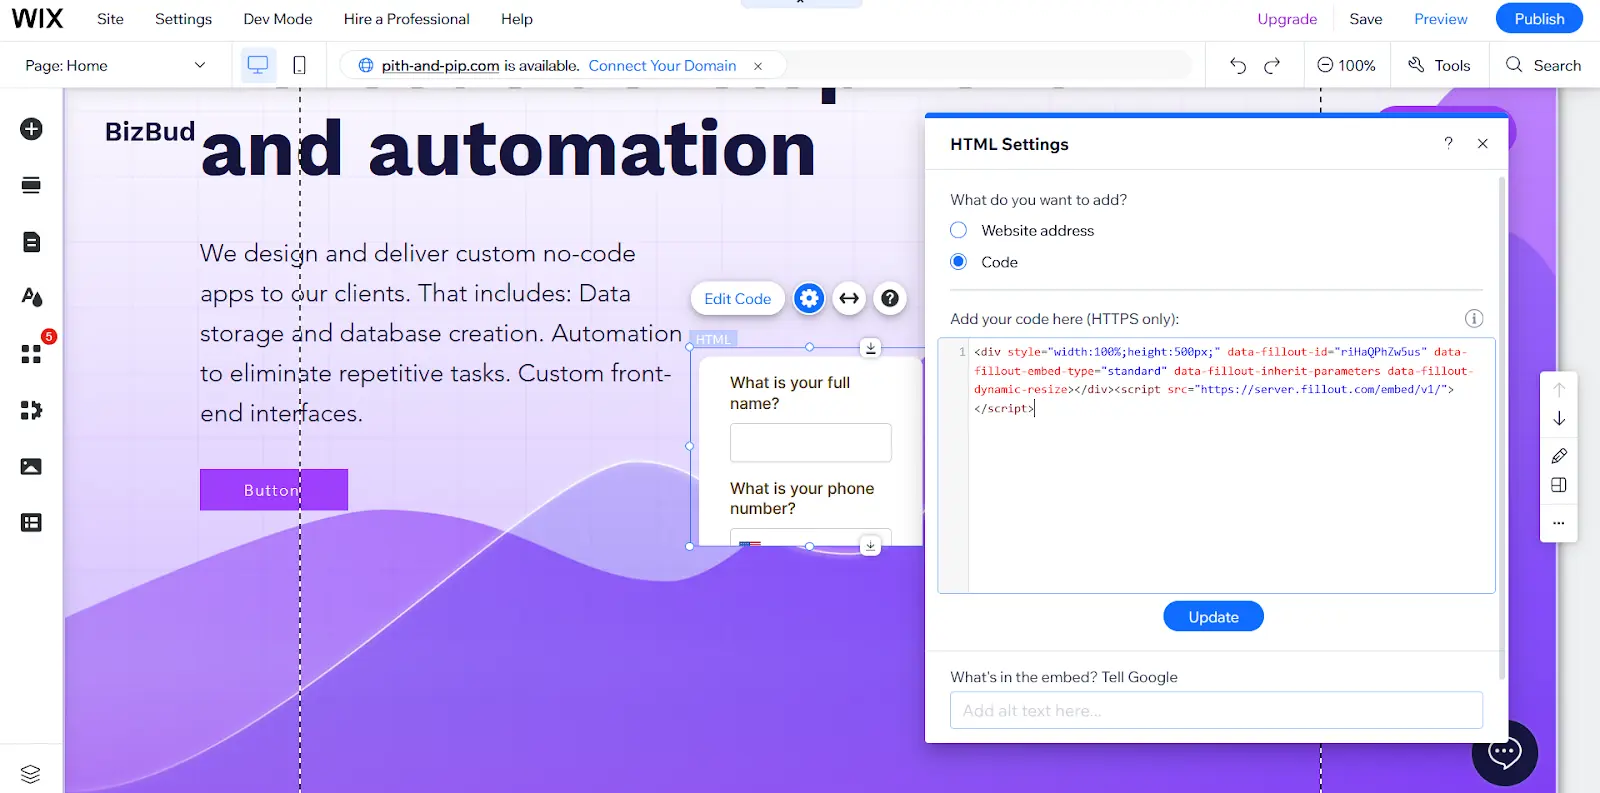 WIX Site Settings Dev Mode Hire a Professional Help Upgrade Save Preview Publish
Page: Home pith-and-pip.com is available. Connect Your Domain 100% Tools Search
BizBud
and automation
We design and deliver custom no-code
apps to our clients. That includes: Data
storage and database creation. Automation
to eliminate repetitive tasks. Custom front-
end interfaces.
Button
5
Edit Code
HTML
What is your full
name?
What is your phone
number?
HTML Settings
What do you want to add?
Website address
Code
Add your code here (HTTPS only):
1 <div style="width:100%;height:500px;" data-fillout-id="riHaQPhZw5us" data-
fillout-embed-type="standard" data-fillout-inherit-parameters data-fillout-
dynamic-resize></div><script src="https://server.fillout.com/embed/v1/">
</script>
Update
What's in the embed? Tell Google
Add alt text here...